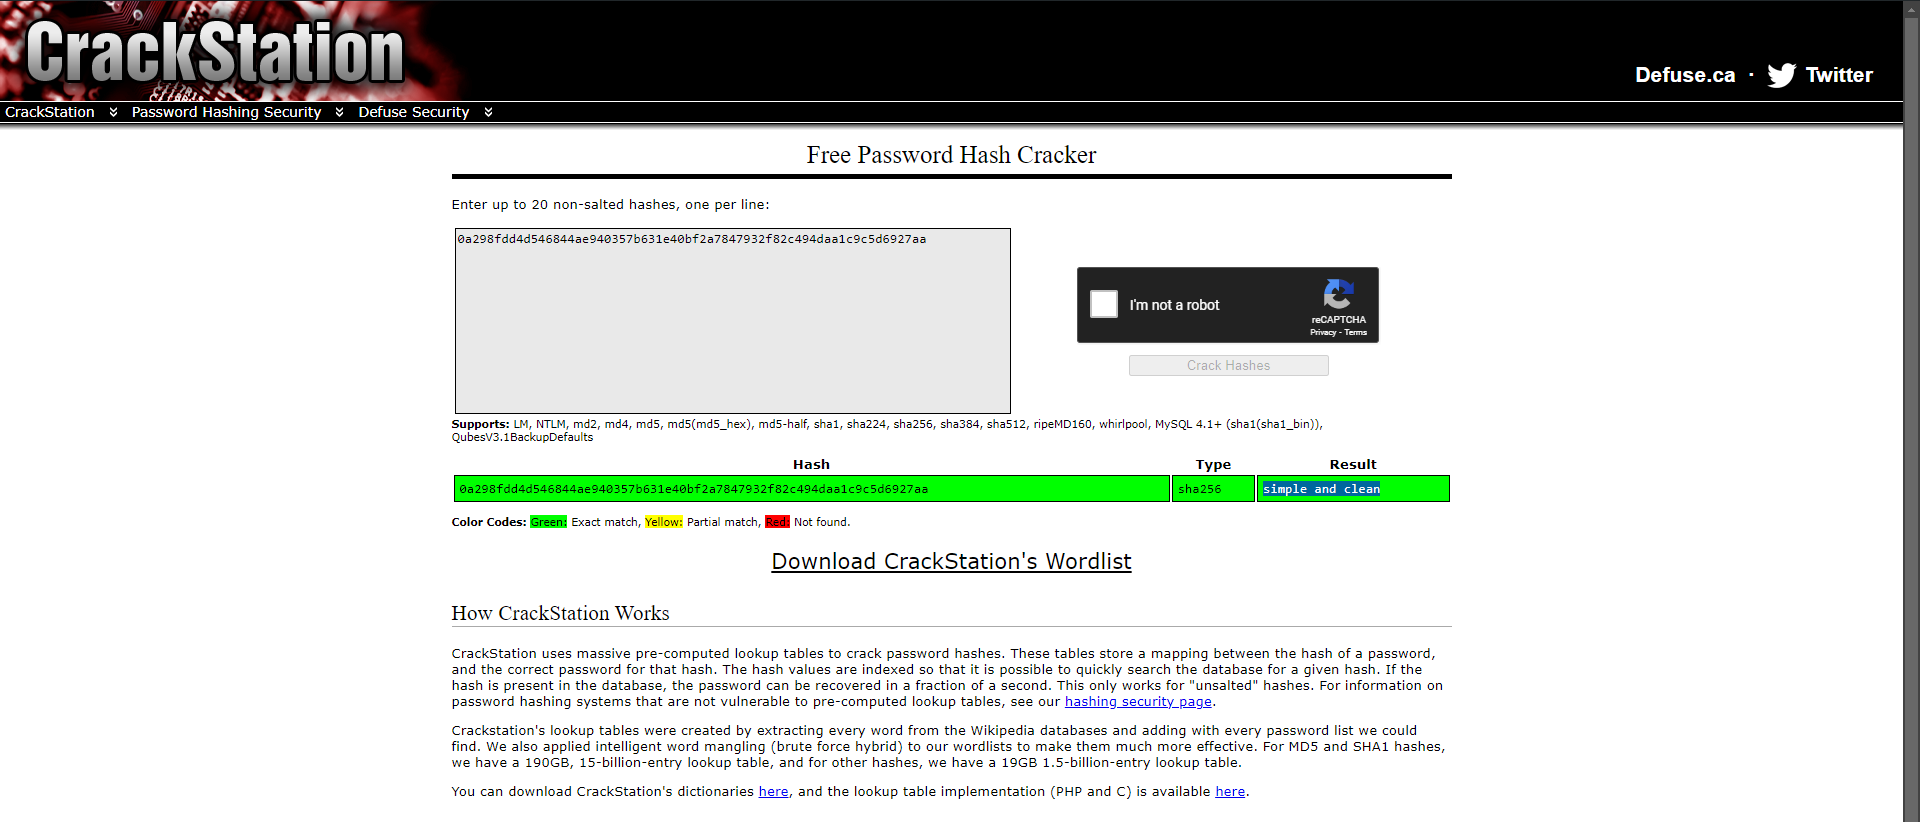 CrackStation
Defuse.ca · Twitter
CrackStation Password Hashing Security Defuse Security
Free Password Hash Cracker
Enter up to 20 non-salted hashes, one per line:
0a298fdd4d546844ae940357b631e40bf2a7847932f82c494daa1c9c5d6927aa
I'm not a robot
reCAPTCHA
Privacy - Terms
Crack Hashes
Supports: LM, NTLM, md2, md4, md5, md5(md5_hex), md5-half, sha1, sha224, sha256, sha384, sha512, ripeMD160, whirlpool, MySQL 4.1+ (sha1(sha1_bin)),
QubesV3.1BackupDefaults
Hash Type Result
0a298fdd4d546844ae940357b631e40bf2a7847932f82c494daa1c9c5d6927aa sha256 simple and clean
Color Codes: Green: Exact match, Yellow: Partial match, Red: Not found.
Download CrackStation's Wordlist
How CrackStation Works
CrackStation uses massive pre-computed lookup tables to crack password hashes. These tables store a mapping between the hash of a password,
and the correct password for that hash. The hash values are indexed so that it is possible to quickly search the database for a given hash. If the
hash is present in the database, the password can be recovered in a fraction of a second. This only works for "unsalted" hashes. For information on
password hashing systems that are not vulnerable to pre-computed lookup tables, see our hashing security page.
Crackstation's lookup tables were created by extracting every word from the Wikipedia databases and adding with every password list we could
find. We also applied intelligent word mangling (brute force hybrid) to our wordlists to make them much more effective. For MD5 and SHA1 hashes,
we have a 190GB, 15-billion-entry lookup table, and for other hashes, we have a 19GB 1.5-billion-entry lookup table.
You can download CrackStation's dictionaries here, and the lookup table implementation (PHP and C) is available here.